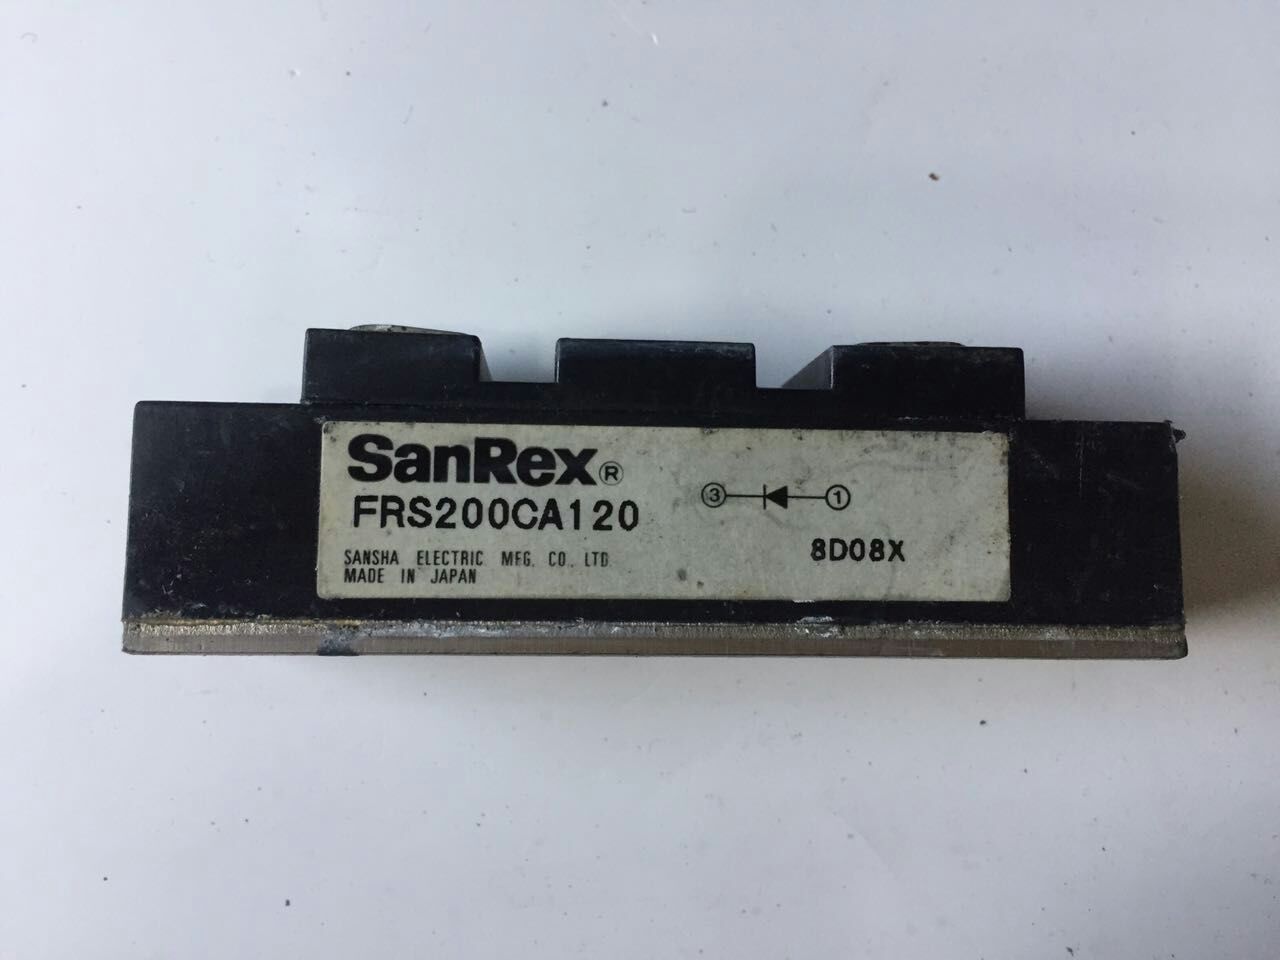 SanRex®
FRS200CA120
SANSHA ELECTRIC MFG. CO., LTD
MADE IN JAPAN
③ ①
8D08X